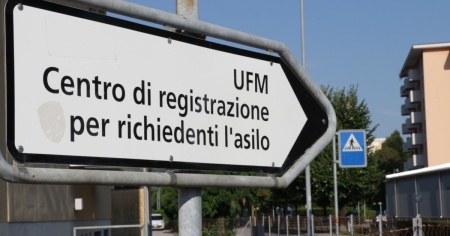 UFM
Centro di registrazione
per richiedenti l'asilo